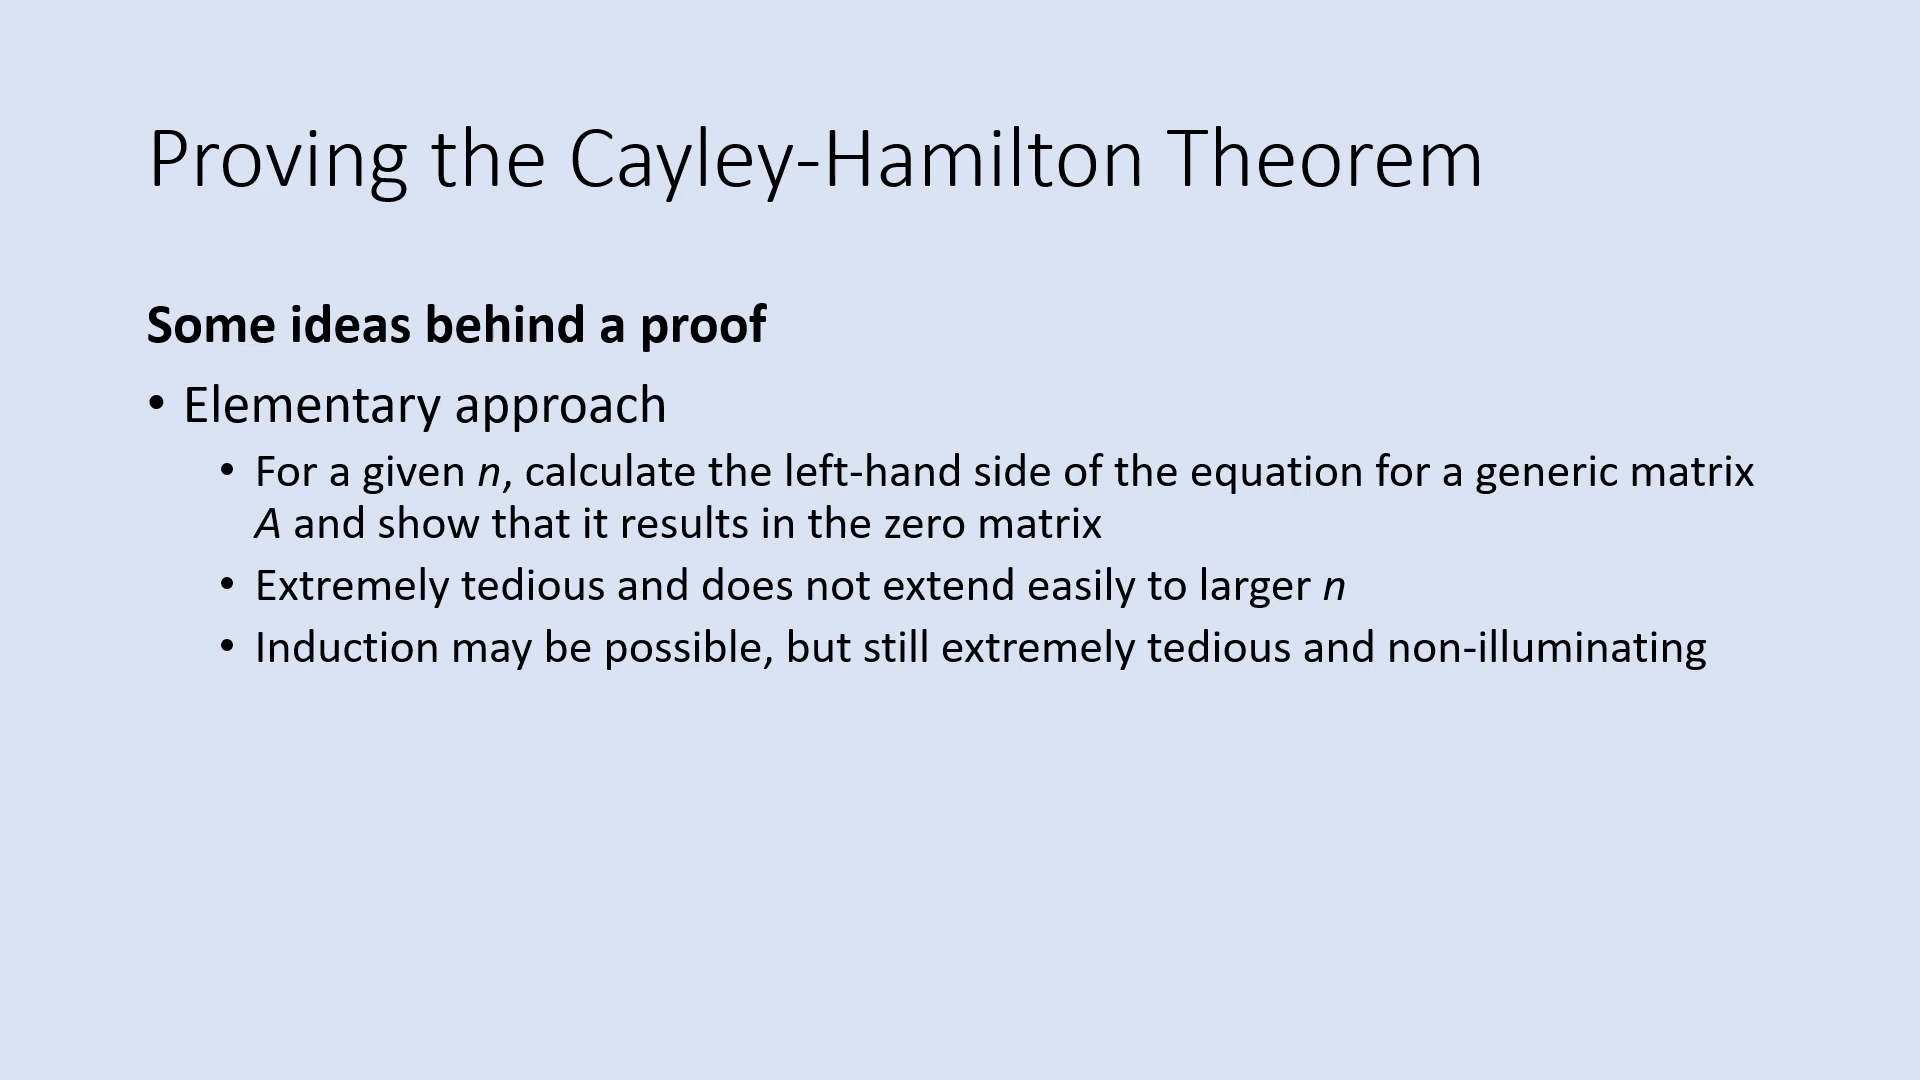 Proving the Cayley-Hamilton Theorem
Some ideas behind a proof
• Elementary approach
• For a given n, calculate the left-hand side of the equation for a generic matrix
A and show that it results in the zero matrix
• Extremely tedious and does not extend easily to larger n
• Induction may be possible, but still extremely tedious and non-illuminating